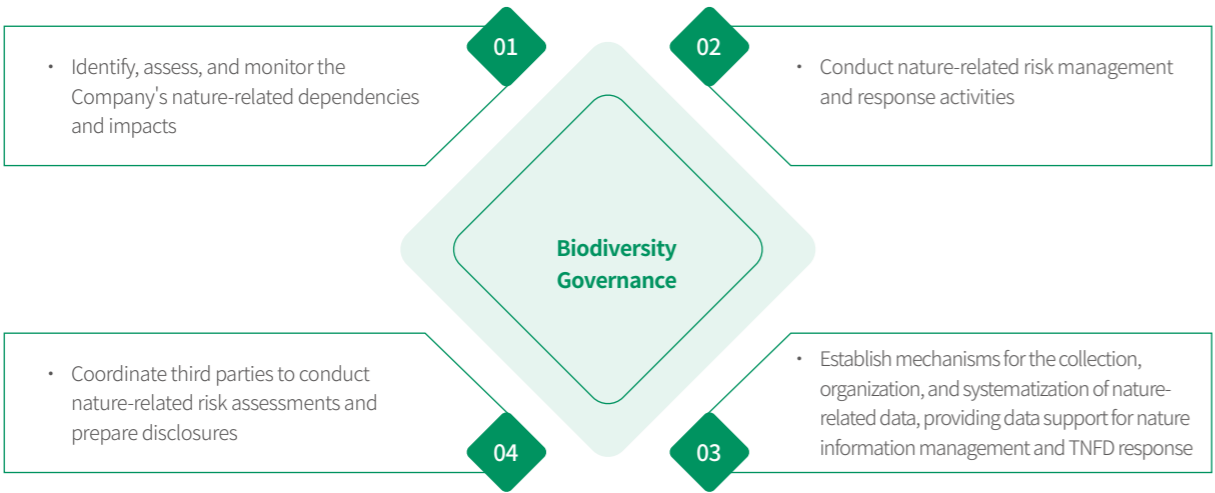 01
• Identify, assess, and monitor the
Company's nature-related dependencies
and impacts
02
• Conduct nature-related risk management
and response activities
Biodiversity
Governance
03
• Establish mechanisms for the collection,
organization, and systematization of nature-
related data, providing data support for nature
information management and TNFD response
04
• Coordinate third parties to conduct
nature-related risk assessments and
prepare disclosures